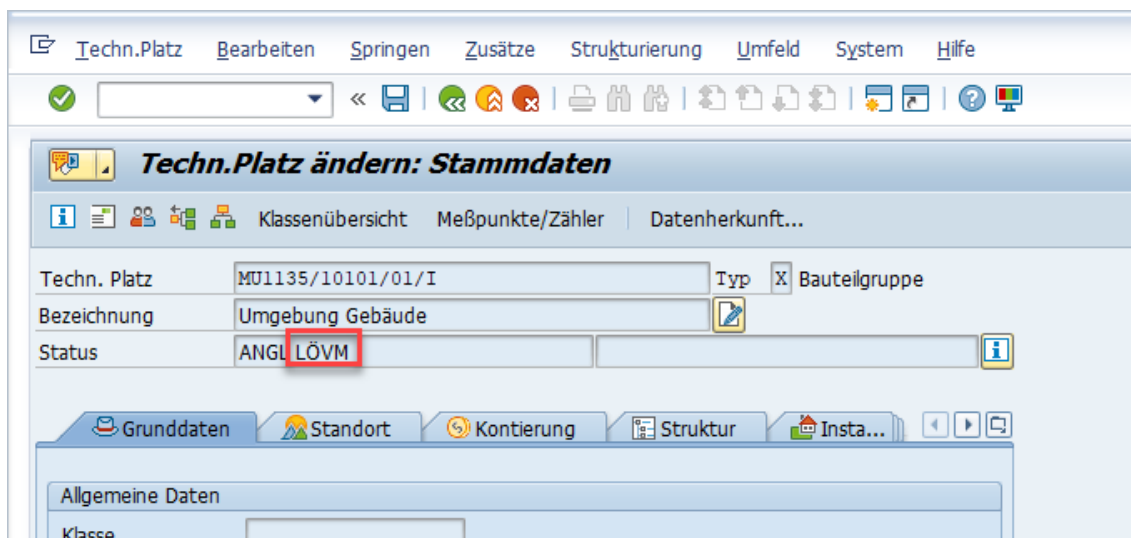 Techn.Platz Bearbeiten Springen Zusätze Strukturierung Umfeld System Hilfe
Techn.Platz ändern: Stammdaten
Klassenübersicht Meßpunkte/Zähler Datenherkunft...
Techn. Platz MU1135/10101/01/I Typ X Bauteilgruppe
Bezeichnung Umgebung Gebäude
Status ANGL LÖVM
Grunddaten Standort Kontierung Struktur Insta...
Allgemeine Daten
Klasse